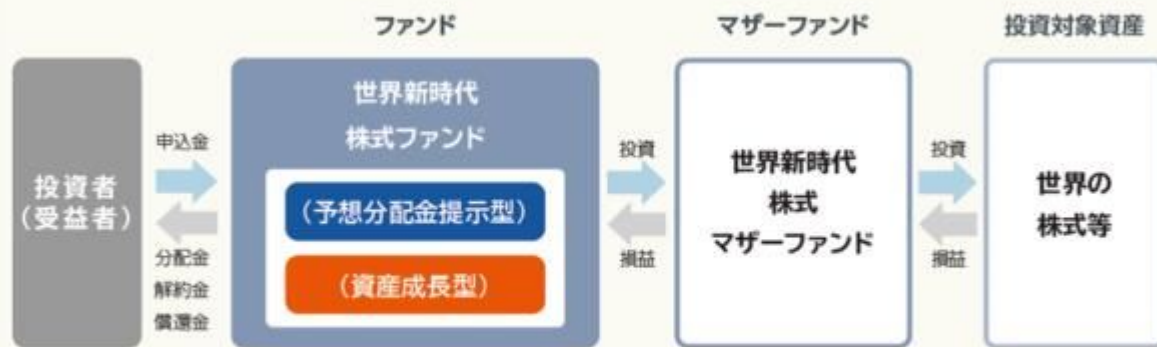 ファンド
マザーファンド
投資対象資産
投資者
(受益者)
申込金
分配金
解約金
償還金
世界新時代
株式ファンド
(予想分配金提示型)
(資産成長型)
投資
損益
世界新時代
株式
マザーファンド
投資
損益
世界の
株式等